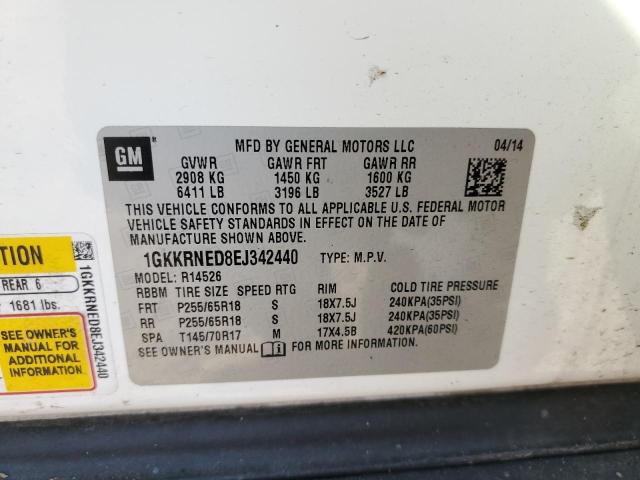 GM
MFD BY GENERAL MOTORS LLC 04/14
GVWR GAWR FRT GAWR RR
2908 KG 1450 KG 1600 KG
6411 LB 3196 LB 3527 LB
THIS VEHICLE CONFORMS TO ALL APPLICABLE U.S. FEDERAL MOTOR
VEHICLE SAFETY STANDARDS IN EFFECT ON THE DATE OF
MANUFACTURE SHOWN ABOVE.
1GKKRNED8EJ342440 TYPE: M.P.V.
MODEL: R14526
RBBM TIRE SIZE SPEED RTG RIM COLD TIRE PRESSURE
FRT P255/65R18 S 18X7.5J 240KPA(35PSI)
RR P255/65R18 S 18X7.5J 240KPA(35PSI)
SPA T145/70R17 M 17X4.5B 420KPA(60PSI)
SEE OWNER'S MANUAL FOR MORE INFORMATION.
REAR 6
1681 lbs.
SEE OWNER'S
MANUAL FOR
ADDITIONAL
INFORMATION
1GKKRNED8EJ342440